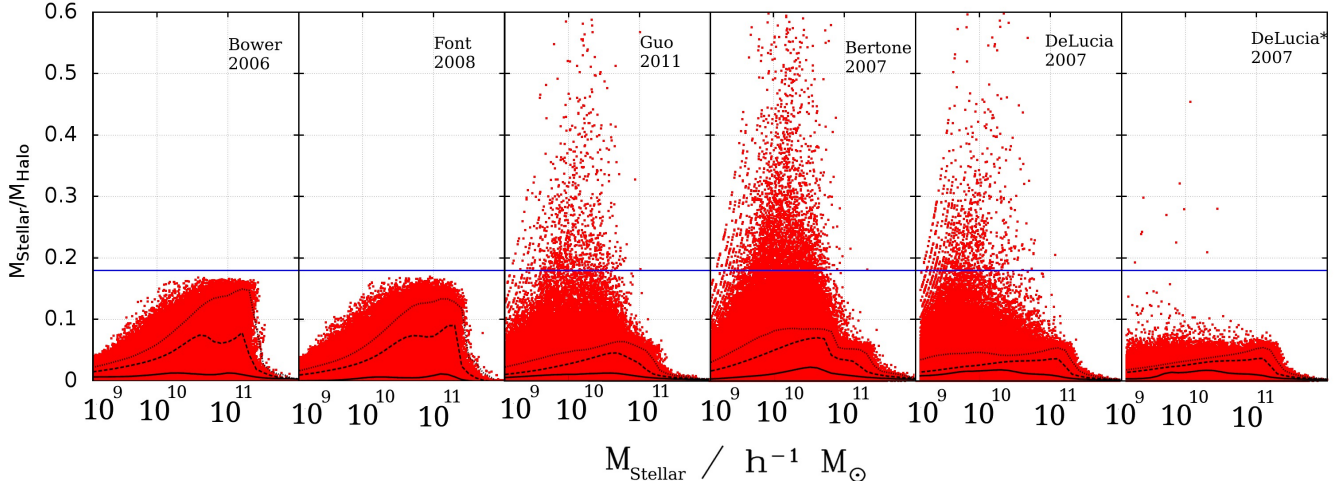 0.6
0.5
0.4
0.3
0.2
0.1
0
M_Stellar/M_Halo
Bower
2006
Font
2008
Guo
2011
Bertone
2007
DeLucia
2007
DeLucia*
2007
10^9 10^10 10^11
10^9 10^10 10^11
10^9 10^10 10^11
10^9 10^10 10^11
10^9 10^10 10^11
10^9 10^10 10^11
M_Stellar / h^-1 M_⊙